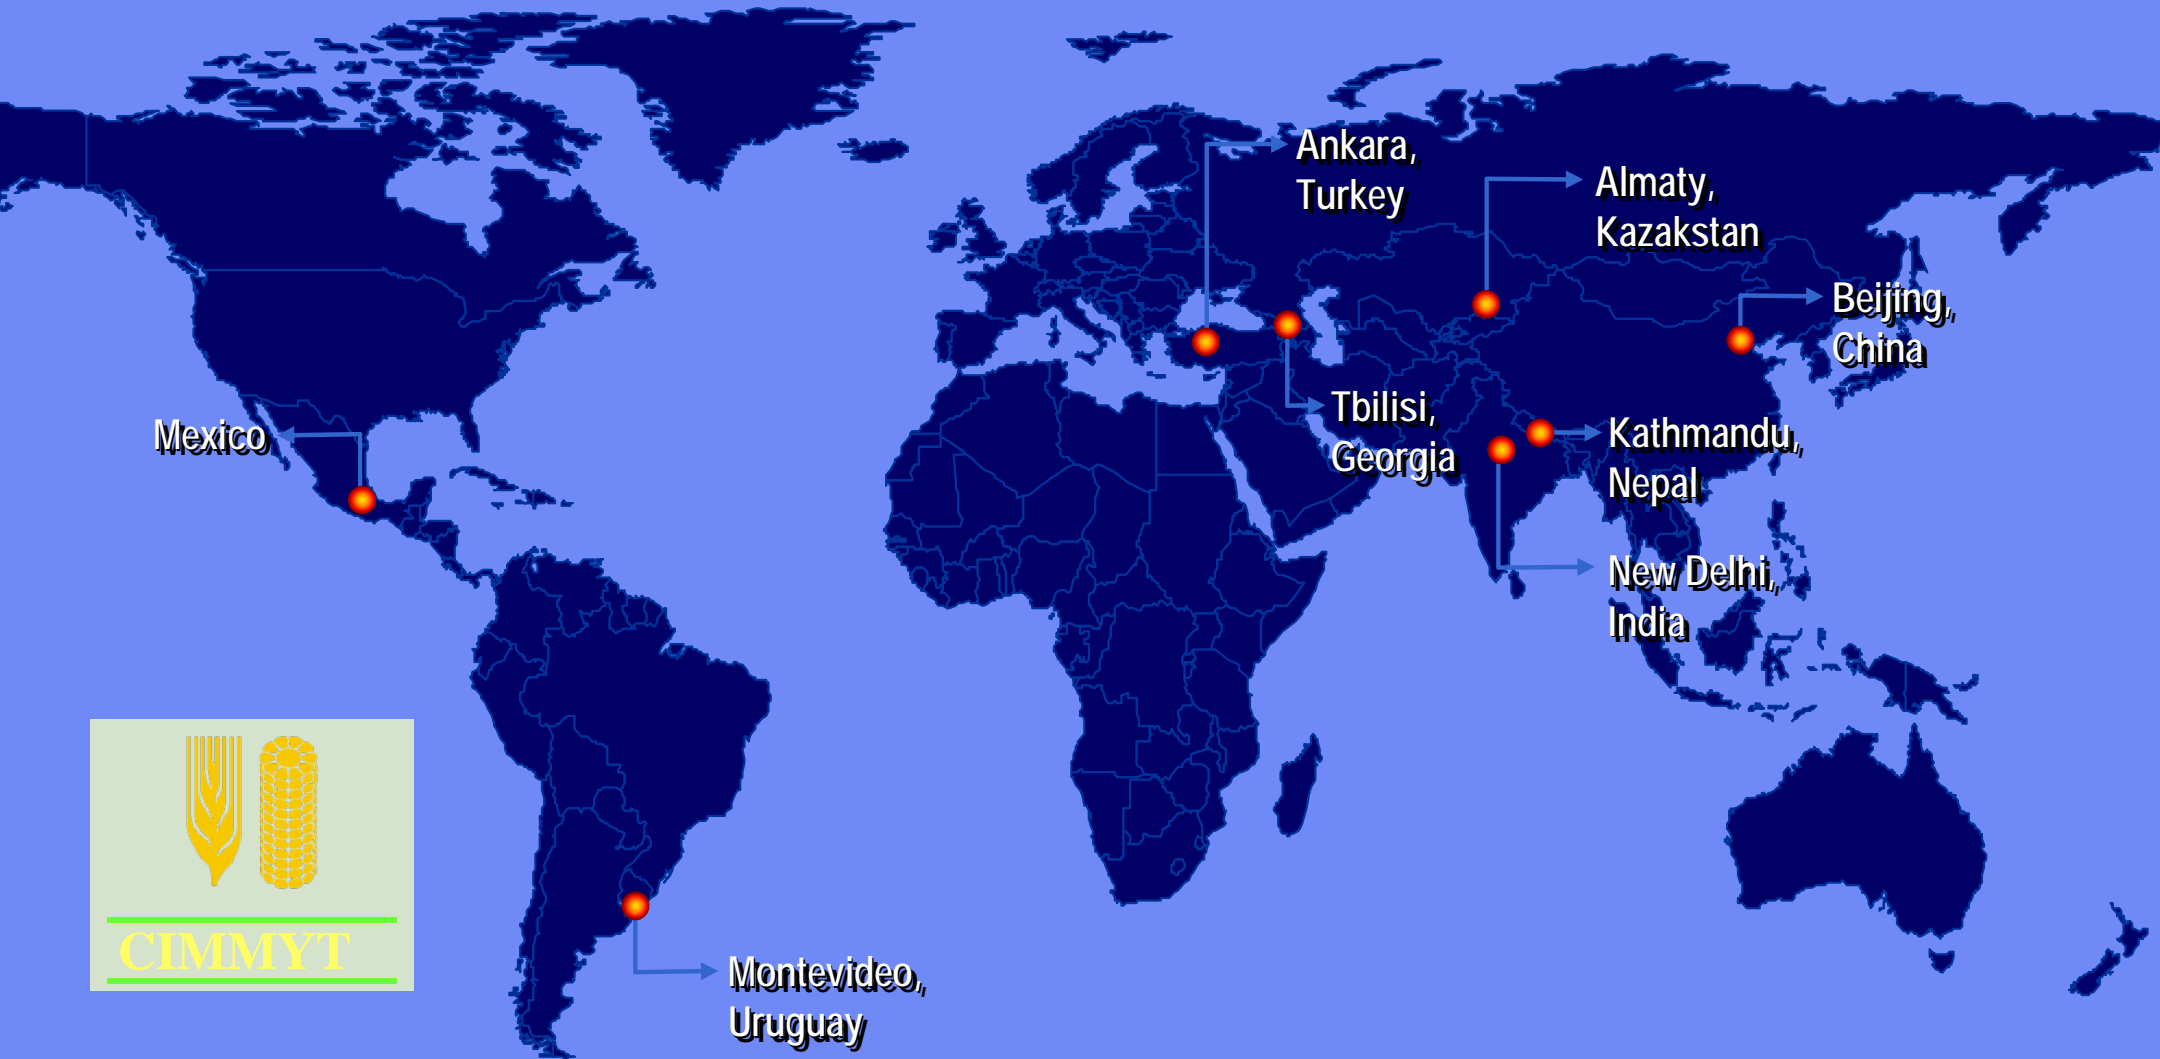 Ankara,
Turkey
Almaty,
Kazakstan
Beijing,
China
Mexico
Tbilisi,
Georgia
Kathmandu,
Nepal
New Delhi,
India
CIMMYT
Montevideo,
Uruguay